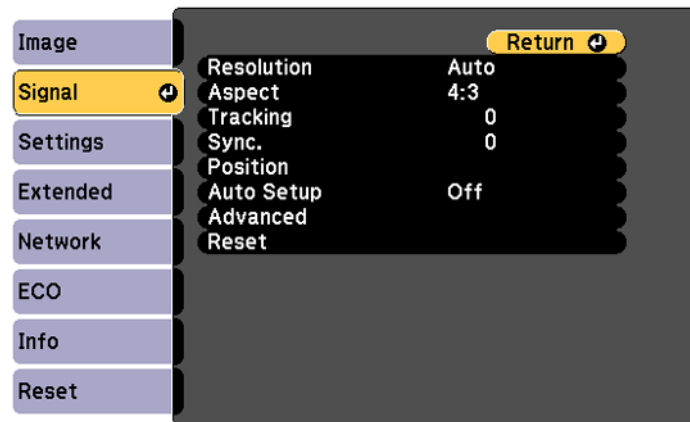 Image
Signal
Settings
Extended
Network
ECO
Info
Reset
Return
Resolution Auto
Aspect 4:3
Tracking 0
Sync. 0
Position
Auto Setup Off
Advanced
Reset